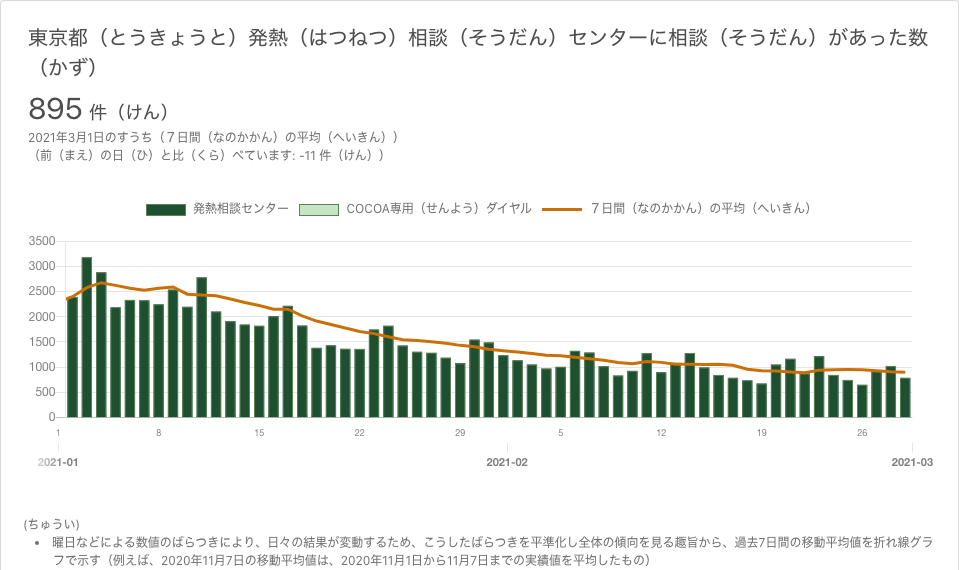 東京都（とうきょうと）発熱（はつねつ）相談（そうだん）センターに相談（そうだん）があった数
（かず）
895 件（けん）
2021年3月1日のすうち（７日間（なのかかん）の平均（へいきん））
（前（まえ）の日（ひ）と比（くら）べています: -11 件（けん））
発熱相談センター COCOA専用（せんよう）ダイヤル ７日間（なのかかん）の平均（へいきん）
3500
3000
2500
2000
1500
1000
500
0
1 8 15 22 29 5 12 19 26
2021-01 2021-02 2021-03
(ちゅうい)
• 曜日などによる数値のばらつきにより、日々の結果が変動するため、こうしたばらつきを平準化し全体の傾向を見る趣旨から、過去7日間の移動平均値を折れ線グラ
フで示す（例えば、2020年11月7日の移動平均値は、2020年11月1日から11月7日までの実績値を平均したもの）